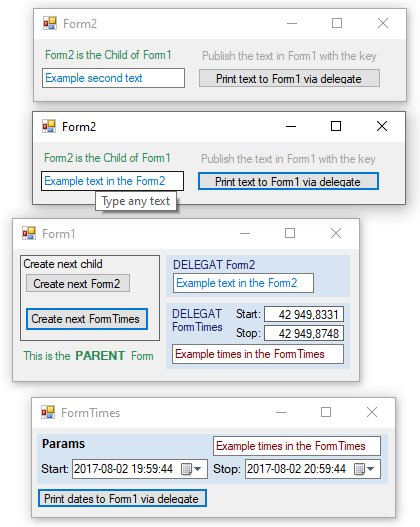 Form2
Form2 is the Child of Form1
Publish the text in Form1 with the key
Example second text
Print text to Form1 via delegate
Form2
Form2 is the Child of Form1
Publish the text in Form1 with the key
Example text in the Form2
Print text to Form1 via delegate
Type any text
Form1
Create next child
Create next Form2
Create next FormTimes
This is the PARENT Form
DELEGAT Form2
Example text in the Form2
DELEGAT
FormTimes
Start: 42 949,8331
Stop: 42 949,8748
Example times in the FormTimes
FormTimes
Params
Example times in the FormTimes
Start: 2017-08-02 19:59:44
Stop: 2017-08-02 20:59:44
Print dates to Form1 via delegate